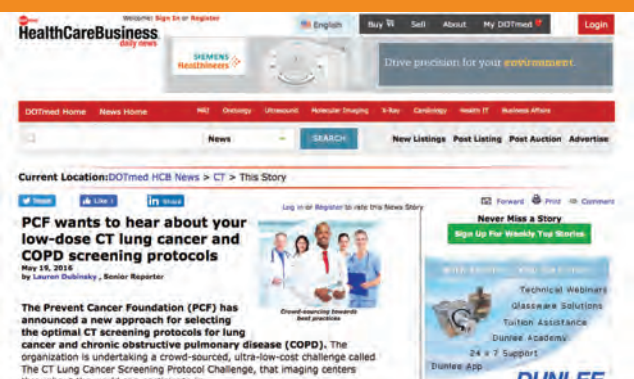 Welcome! Sign In or Register
English
Buy
Sell
About
My DOTmed
Login
HealthCareBusiness
daily news
SIEMENS
Healthineers
Drive precision for your environment.
DOTmed Home
News Home
MRI
Oncology
Ultrasound
Molecular Imaging
X-Ray
Cardiology
Health IT
Business Affairs
News
SEARCH
New Listings
Post Listing
Post Auction
Advertise
Current Location:DOTmed HCB News > CT > This Story
Tweet
Like 1
in Share
Log in or Register to rate this News Story
Forward
Print
Comment
PCF wants to hear about your
low-dose CT lung cancer and
COPD screening protocols
May 19, 2016
by Lauren Dubinsky, Senior Reporter
Crowd-sourcing towards
best practices
The Prevent Cancer Foundation (PCF) has
announced a new approach for selecting
the optimal CT screening protocols for lung
cancer and chronic obstructive pulmonary disease (COPD). The
organization is undertaking a crowd-sourced, ultra-low-cost challenge called
The CT Lung Cancer Screening Protocol Challenge, that imaging centers
Never Miss a Story
Sign Up For Weekly Top Stories
Technical Webinars
Glassware Solutions
Tuition Assistance
Dunlee Academy
24 x 7 Support
Dunlee App
DUNLEE